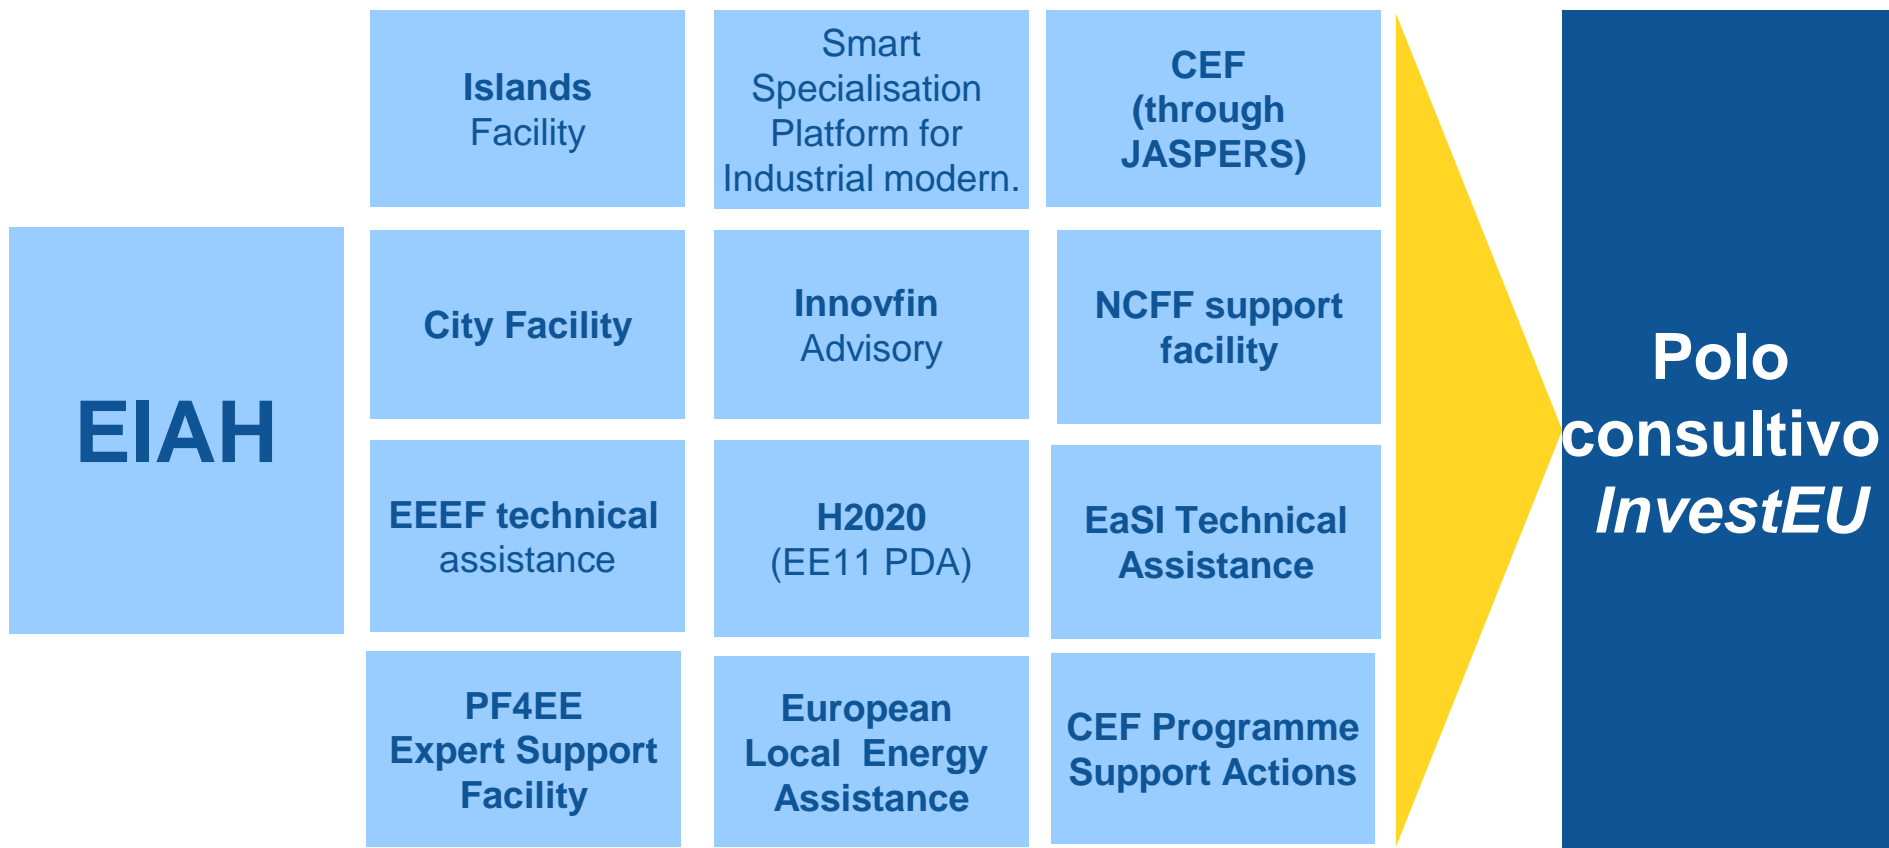 EIAH
Islands
Facility
City Facility
EEEF technical
assistance
PF4EE
Expert Support
Facility
Smart
Specialisation
Platform for
Industrial modern.
Innovfin
Advisory
H2020
(EE11 PDA)
European
Local Energy
Assistance
CEF
(through
JASPERS)
NCFF support
facility
EaSI Technical
Assistance
CEF Programme
Support Actions
Polo
consultivo
InvestEU